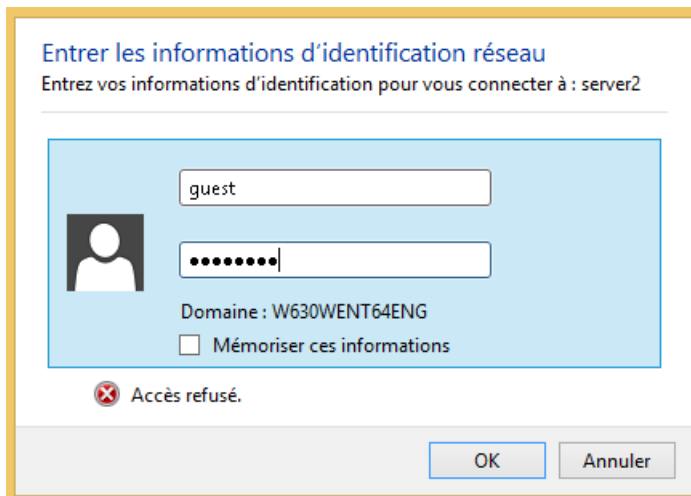 Entrer les informations d’identification réseau
Entrez vos informations d’identification pour vous connecter à : server2
guest
●●●●●●●●
Domaine : W630WENT64ENG
Mémoriser ces informations
Accès refusé.
OK
Annuler